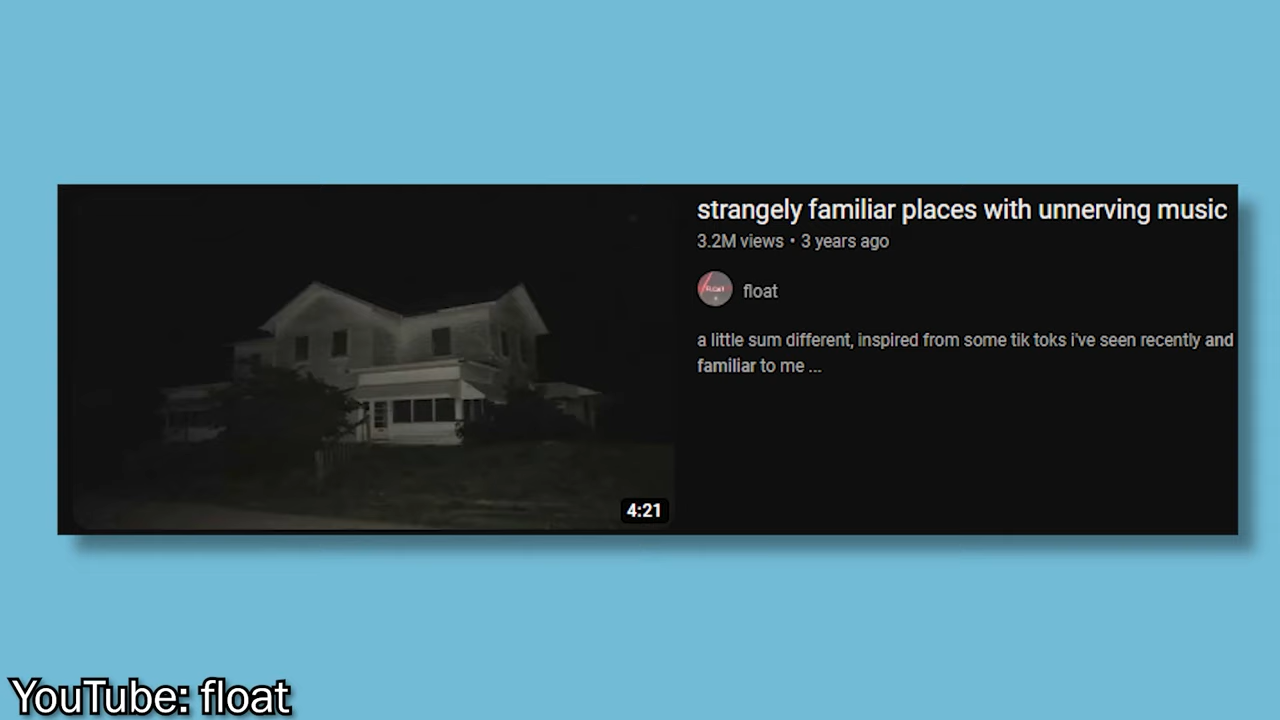 strangely familiar places with unnerving music
3.2M views • 3 years ago
float
a little sum different, inspired from some tik toks i've seen recently and
familiar to me ...
4:21
YouTube: float